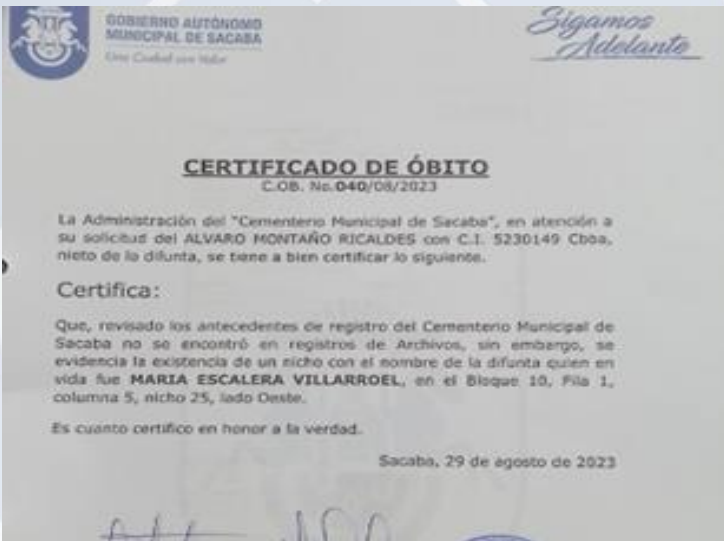 GOBIERNO AUTÓNOMO
MUNICIPAL DE SACABA
Una Ciudad con Valor
Sigamos
Adelante
CERTIFICADO DE ÓBITO
C.OB. No.040/08/2023
La Administración del "Cementerio Municipal de Sacaba", en atención a
su solicitud del ALVARO MONTAÑO RICALDES con C.I. 5230149 Cbba,
nieto de la difunta, se tiene a bien certificar lo siguiente.
Certifica:
Que, revisado los antecedentes de registro del Cementerio Municipal de
Sacaba no se encontró en registros de Archivos, sin embargo, se
evidencia la existencia de un nicho con el nombre de la difunta quien en
vida fue MARIA ESCALERA VILLARROEL, en el Bloque 10, Fila 1,
columna 5, nicho 25, lado Oeste.
Es cuanto certifico en honor a la verdad.
Sacaba, 29 de agosto de 2023